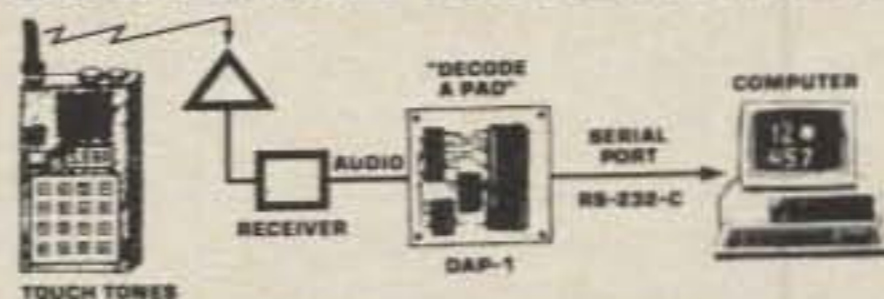 "DECODE
A PAD"
COMPUTER
SERIAL
PORT
AUDIO
RS-232-C
RECEIVER
DAP-1
TOUCH TONES